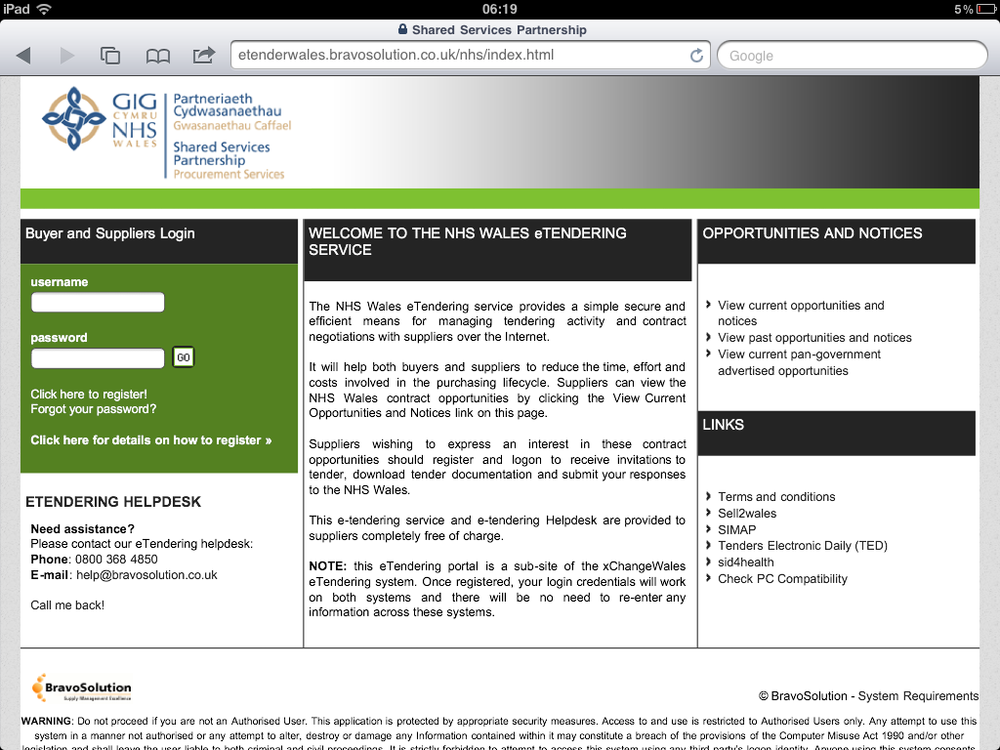 iPad 06:19 5%
Shared Services Partnership
etenderwales.bravosolution.co.uk/nhs/index.html
Google
GIG
CYMRU
NHS
WALES
Partneriaeth
Cydwasanaethau
Gwasanaethau Caffael
Shared Services
Partnership
Procurement Services
Buyer and Suppliers Login
username
password
GO
Click here to register!
Forgot your password?
Click here for details on how to register »
ETENDERING HELPDESK
Need assistance?
Please contact our eTendering helpdesk:
Phone: 0800 368 4850
E-mail: help@bravosolution.co.uk
Call me back!
WELCOME TO THE NHS WALES eTENDERING
SERVICE
The NHS Wales eTendering service provides a simple secure and
efficient means for managing tendering activity and contract
negotiations with suppliers over the Internet.
It will help both buyers and suppliers to reduce the time, effort and
costs involved in the purchasing lifecycle. Suppliers can view the
NHS Wales contract opportunities by clicking the View Current
Opportunities and Notices link on this page.
Suppliers wishing to express an interest in these contract
opportunities should register and logon to receive invitations to
tender, download tender documentation and submit your responses
to the NHS Wales.
This e-tendering service and e-tendering Helpdesk are provided to
suppliers completely free of charge.
NOTE: this eTendering portal is a sub-site of the xChangeWales
eTendering system. Once registered, your login credentials will work
on both systems and there will be no need to re-enter any
information across these systems.
OPPORTUNITIES AND NOTICES
View current opportunities and
notices
View past opportunities and notices
View current pan-government
advertised opportunities
LINKS
Terms and conditions
Sell2wales
SIMAP
Tenders Electronic Daily (TED)
sid4health
Check PC Compatibility
BravoSolution
Supply Management Excellence
© BravoSolution - System Requirements
WARNING: Do not proceed if you are not an Authorised User. This application is protected by appropriate security measures. Access to and use is restricted to Authorised Users only. Any attempt to use this
system in a manner not authorised or any attempt to alter, destroy or damage any Information contained within it may constitute a breach of the provisions of the Computer Misuse Act 1990 and/or other
legislation and shall leave the user liable to both criminal and civil proceedings. It is strictly forbidden to attempt to access this system using any third party's logon identity. Anyone using this system consents